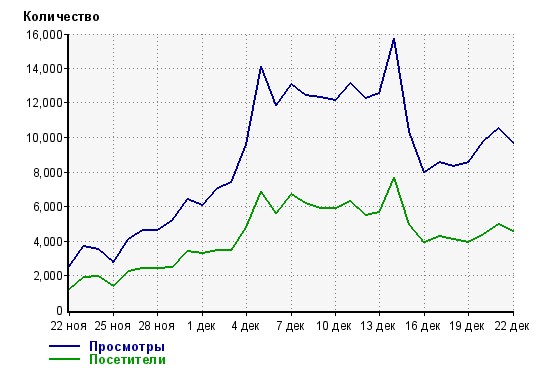 Количество
16,000
14,000
12,000
10,000
8,000
6,000
4,000
2,000
0
22 ноя 25 ноя 28 ноя 1 дек 4 дек 7 дек 10 дек 13 дек 16 дек 19 дек 22 дек
Просмотры
Посетители